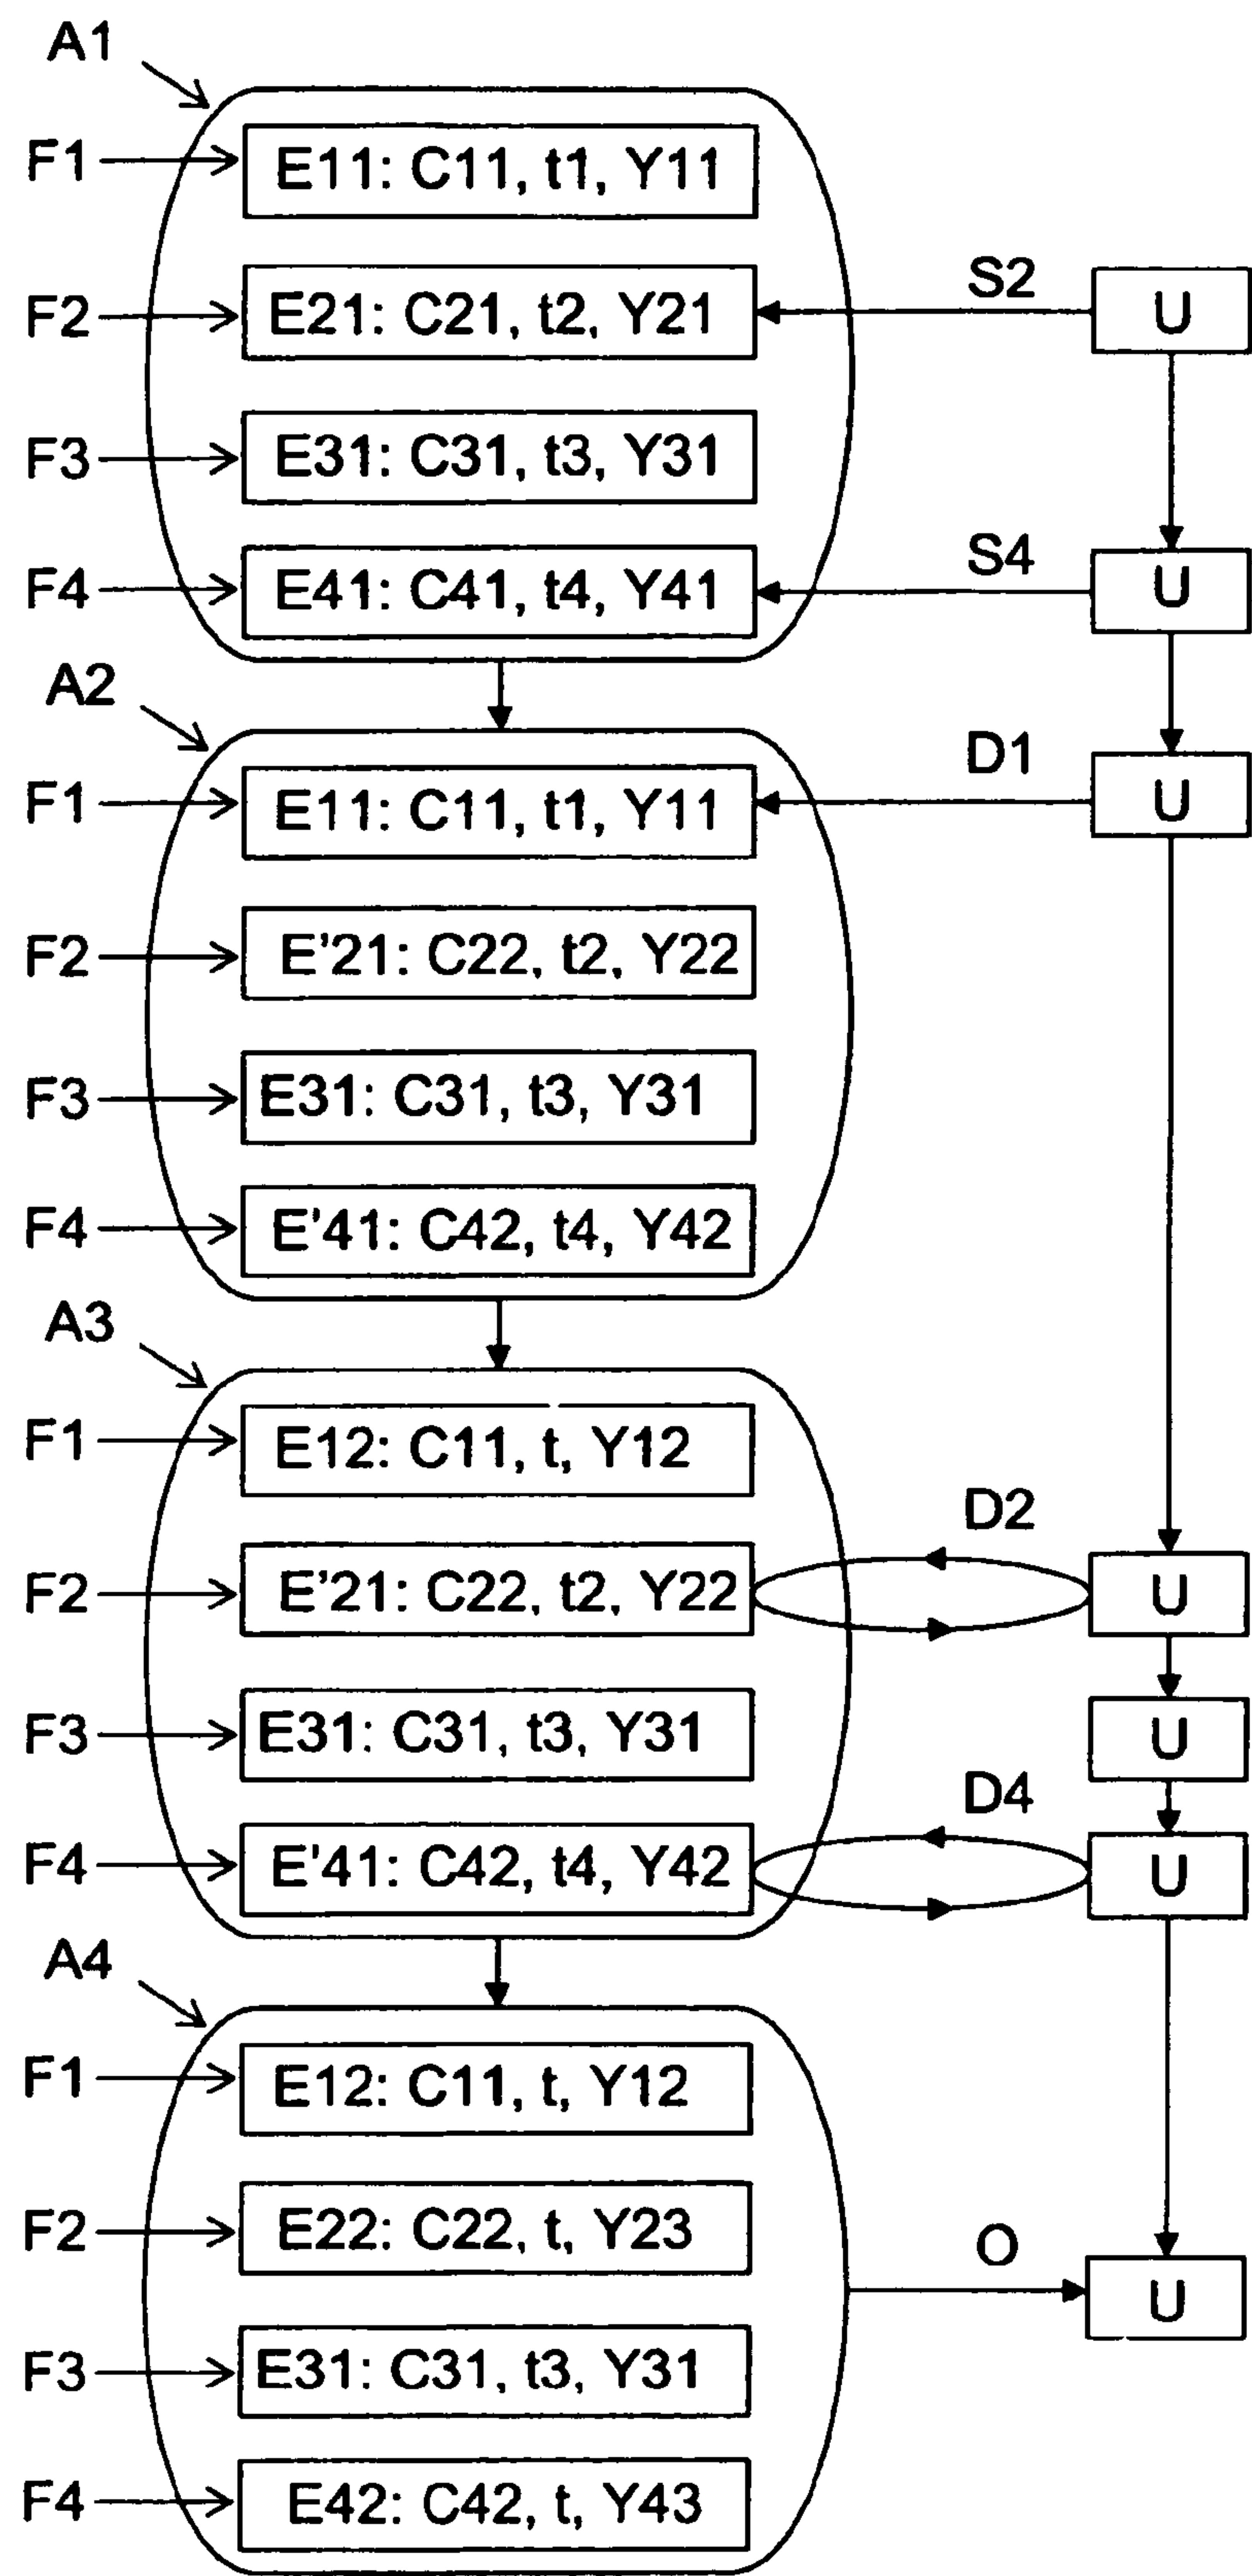 A1
F1 E11: C11, t1, Y11
F2 E21: C21, t2, Y21 S2 U
F3 E31: C31, t3, Y31
F4 E41: C41, t4, Y41 S4 U
A2
F1 E11: C11, t1, Y11 D1 U
F2 E'21: C22, t2, Y22
F3 E31: C31, t3, Y31
F4 E'41: C42, t4, Y42
A3
F1 E12: C11, t, Y12
F2 E'21: C22, t2, Y22 D2 U
F3 E31: C31, t3, Y31 U
F4 E'41: C42, t4, Y42 D4 U
A4
F1 E12: C11, t, Y12
F2 E22: C22, t, Y23 O U
F3 E31: C31, t3, Y31
F4 E42: C42, t, Y43